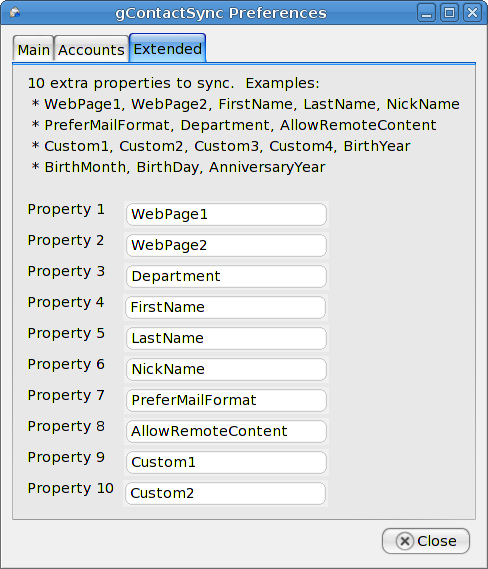 gContactSync Preferences
Main Accounts Extended
10 extra properties to sync.  Examples:
* WebPage1, WebPage2, FirstName, LastName, NickName
* PreferMailFormat, Department, AllowRemoteContent
* Custom1, Custom2, Custom3, Custom4, BirthYear
* BirthMonth, BirthDay, AnniversaryYear
Property 1 WebPage1
Property 2 WebPage2
Property 3 Department
Property 4 FirstName
Property 5 LastName
Property 6 NickName
Property 7 PreferMailFormat
Property 8 AllowRemoteContent
Property 9 Custom1
Property 10 Custom2
Close